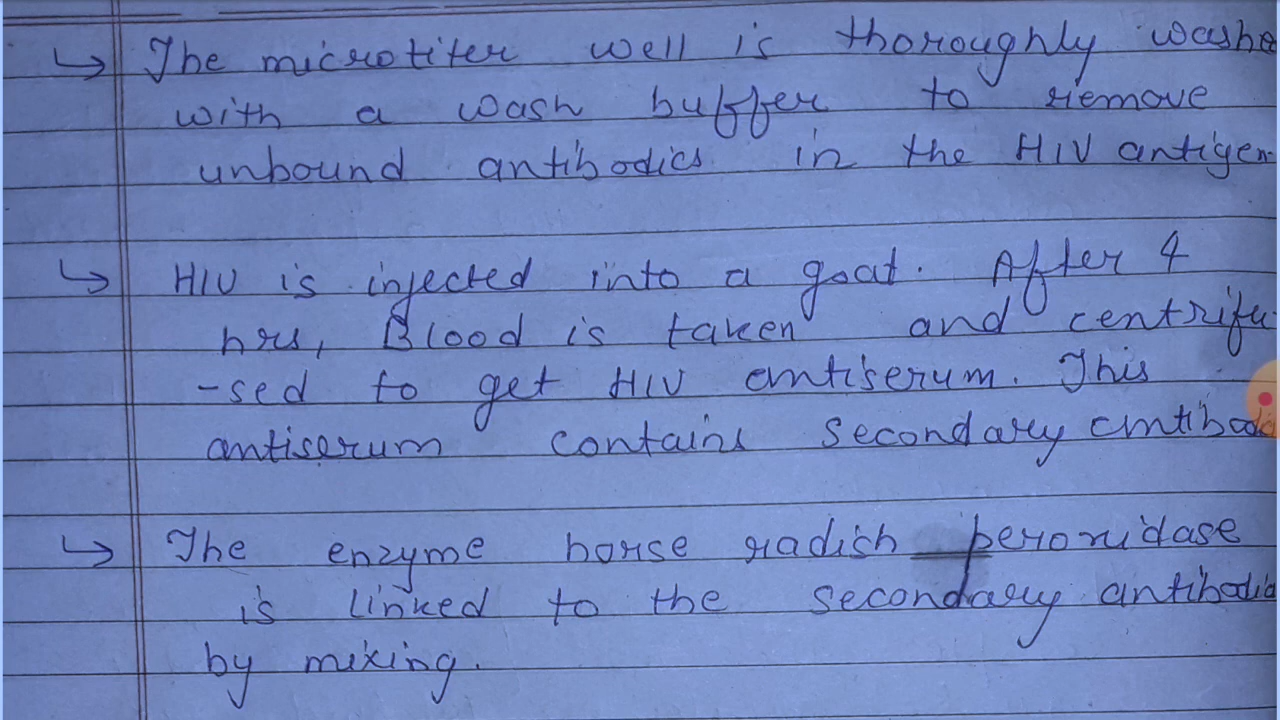 ↳ The microtiter well is thoroughly washe
with a wash buffer to remove
unbound antibodies in the HIV antigen
↳ HIV is injected into a goat. After 4
hrs, Blood is taken and centrifu
-sed to get HIV antiserum. This
antiserum contains secondary antibodi
↳ The enzyme horse radish peroxidase
is linked to the secondary antibodie
by mixing.